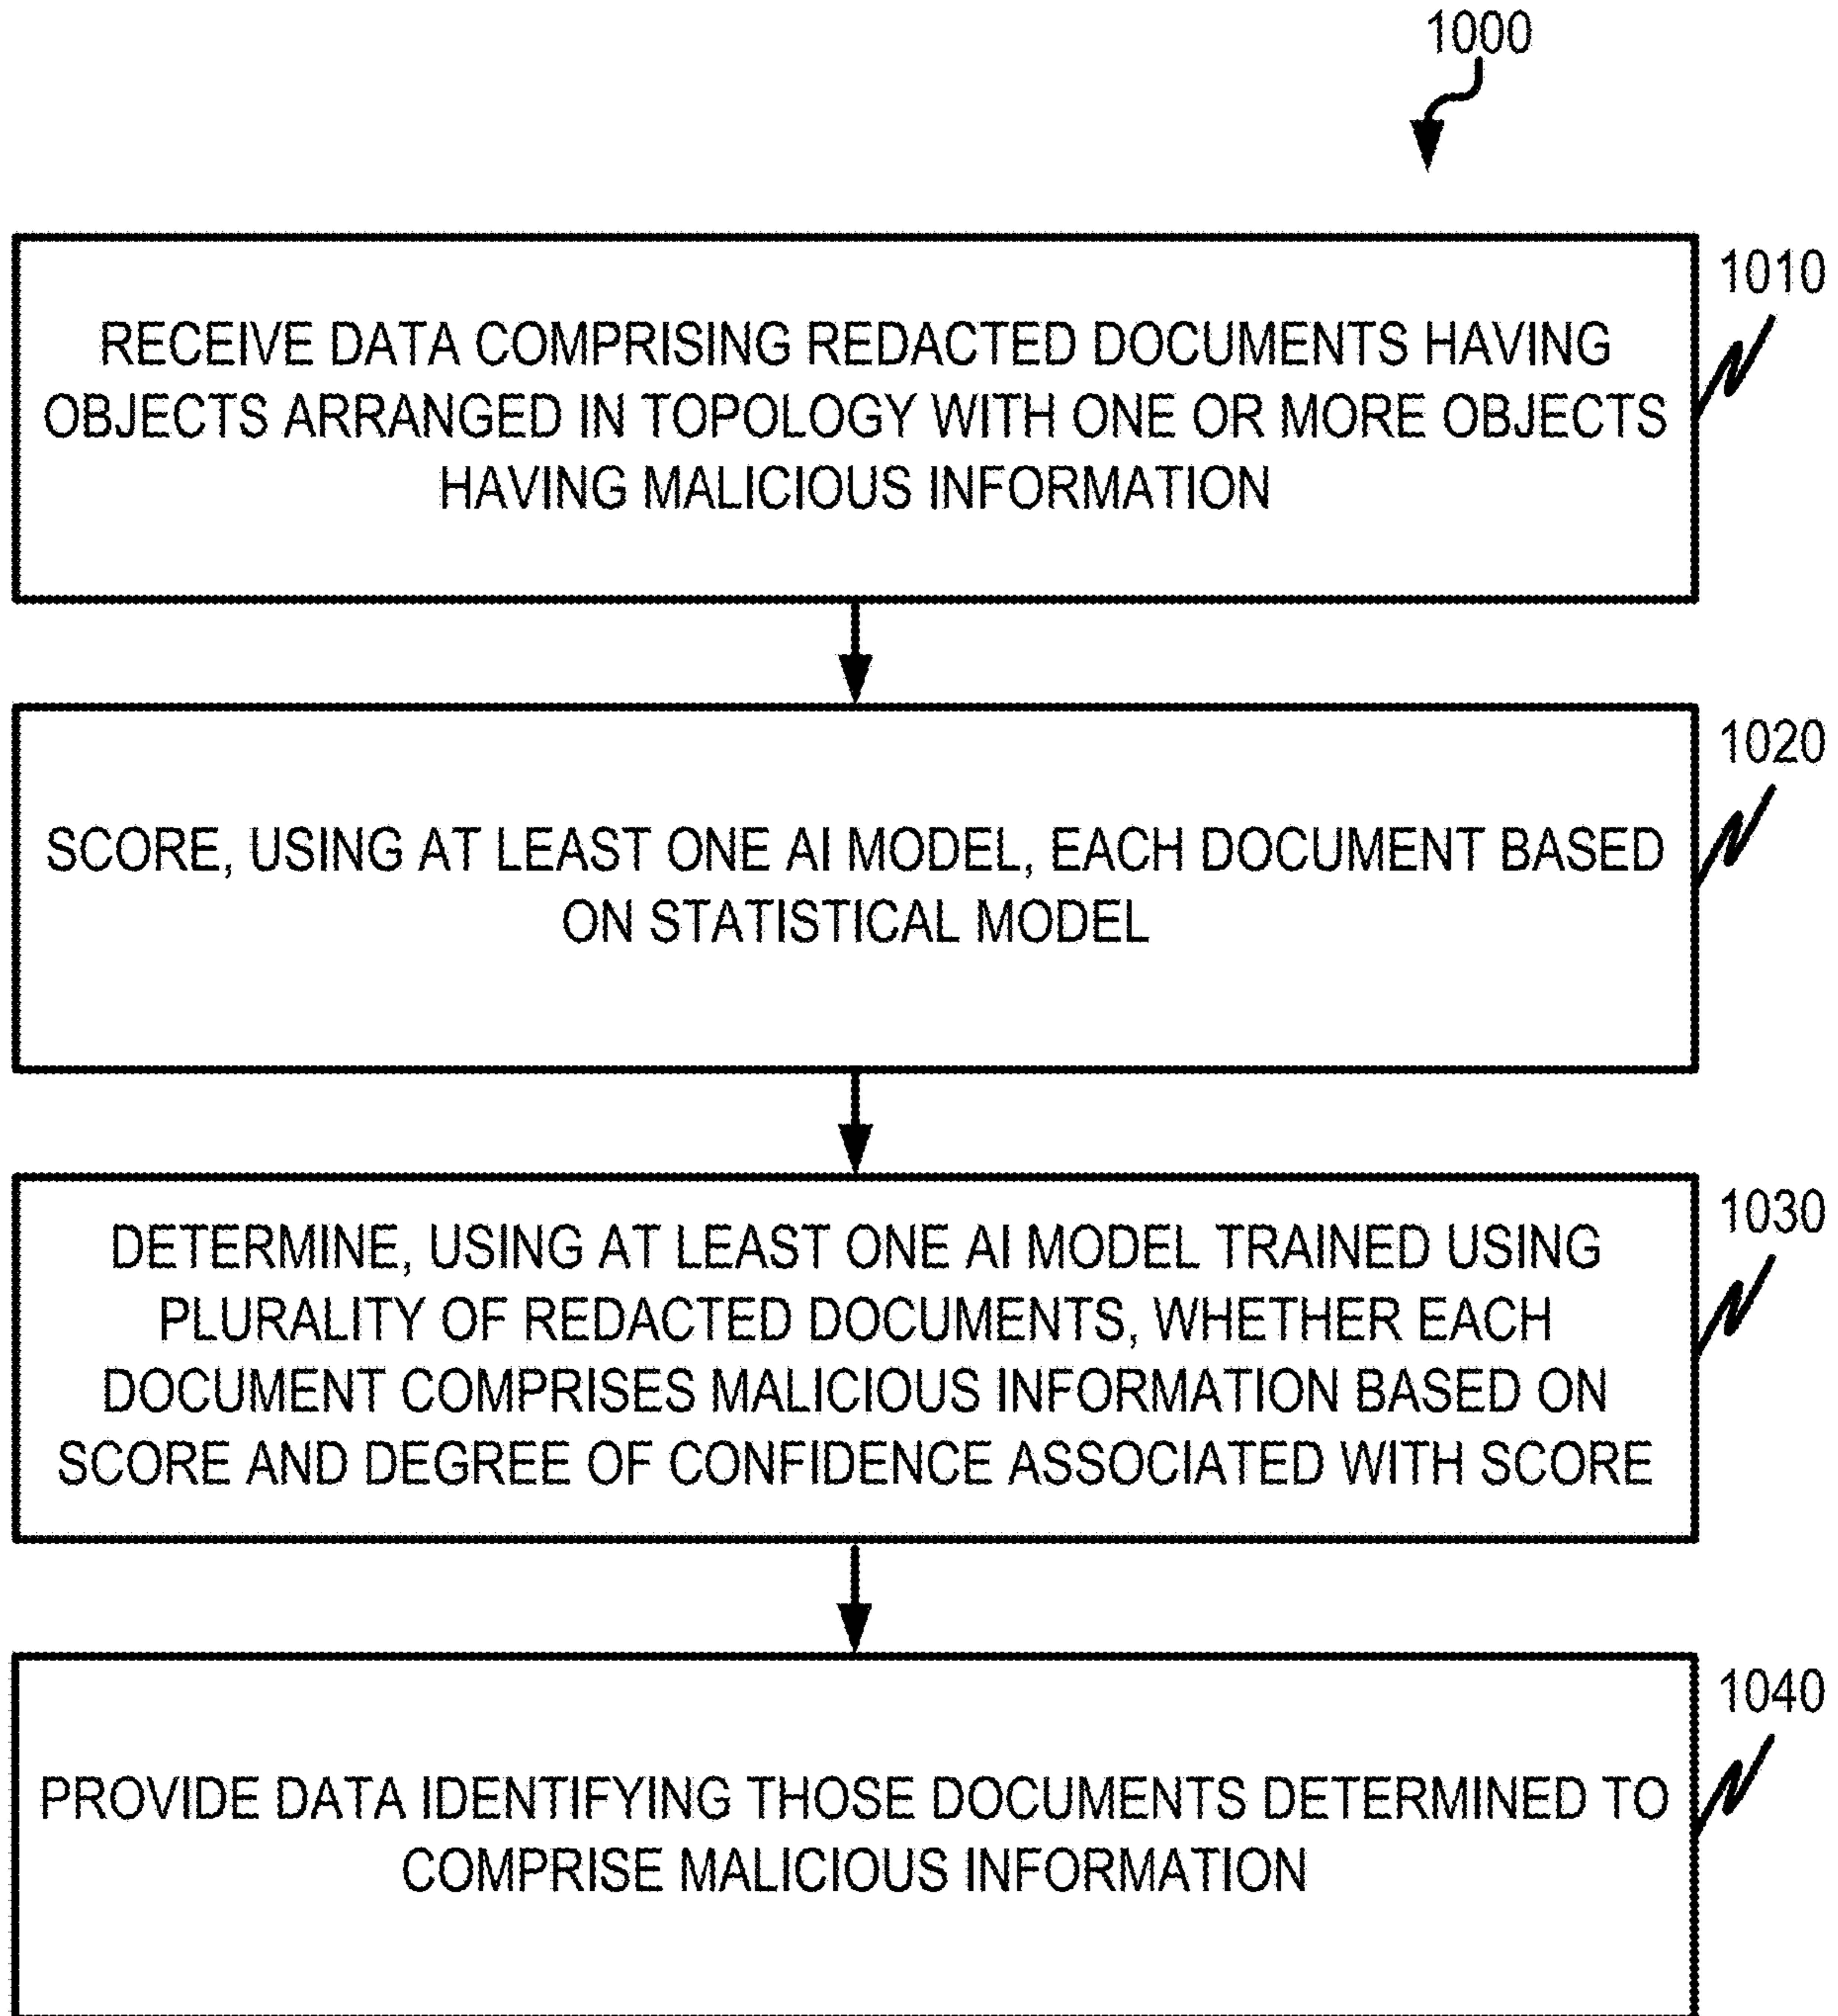 1000
1010
RECEIVE DATA COMPRISING REDACTED DOCUMENTS HAVING
OBJECTS ARRANGED IN TOPOLOGY WITH ONE OR MORE OBJECTS
HAVING MALICIOUS INFORMATION
1020
SCORE, USING AT LEAST ONE AI MODEL, EACH DOCUMENT BASED
ON STATISTICAL MODEL
1030
DETERMINE, USING AT LEAST ONE AI MODEL TRAINED USING
PLURALITY OF REDACTED DOCUMENTS, WHETHER EACH
DOCUMENT COMPRISES MALICIOUS INFORMATION BASED ON
SCORE AND DEGREE OF CONFIDENCE ASSOCIATED WITH SCORE
1040
PROVIDE DATA IDENTIFYING THOSE DOCUMENTS DETERMINED TO
COMPRISE MALICIOUS INFORMATION